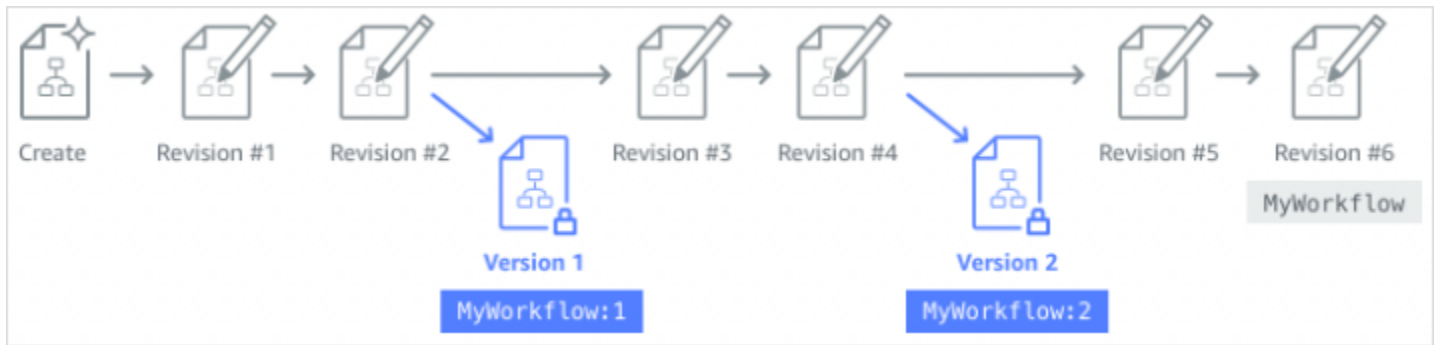 Create
Revision #1
Revision #2
Revision #3
Revision #4
Revision #5
Revision #6
MyWorkflow
Version 1
Version 2
MyWorkflow:1
MyWorkflow:2